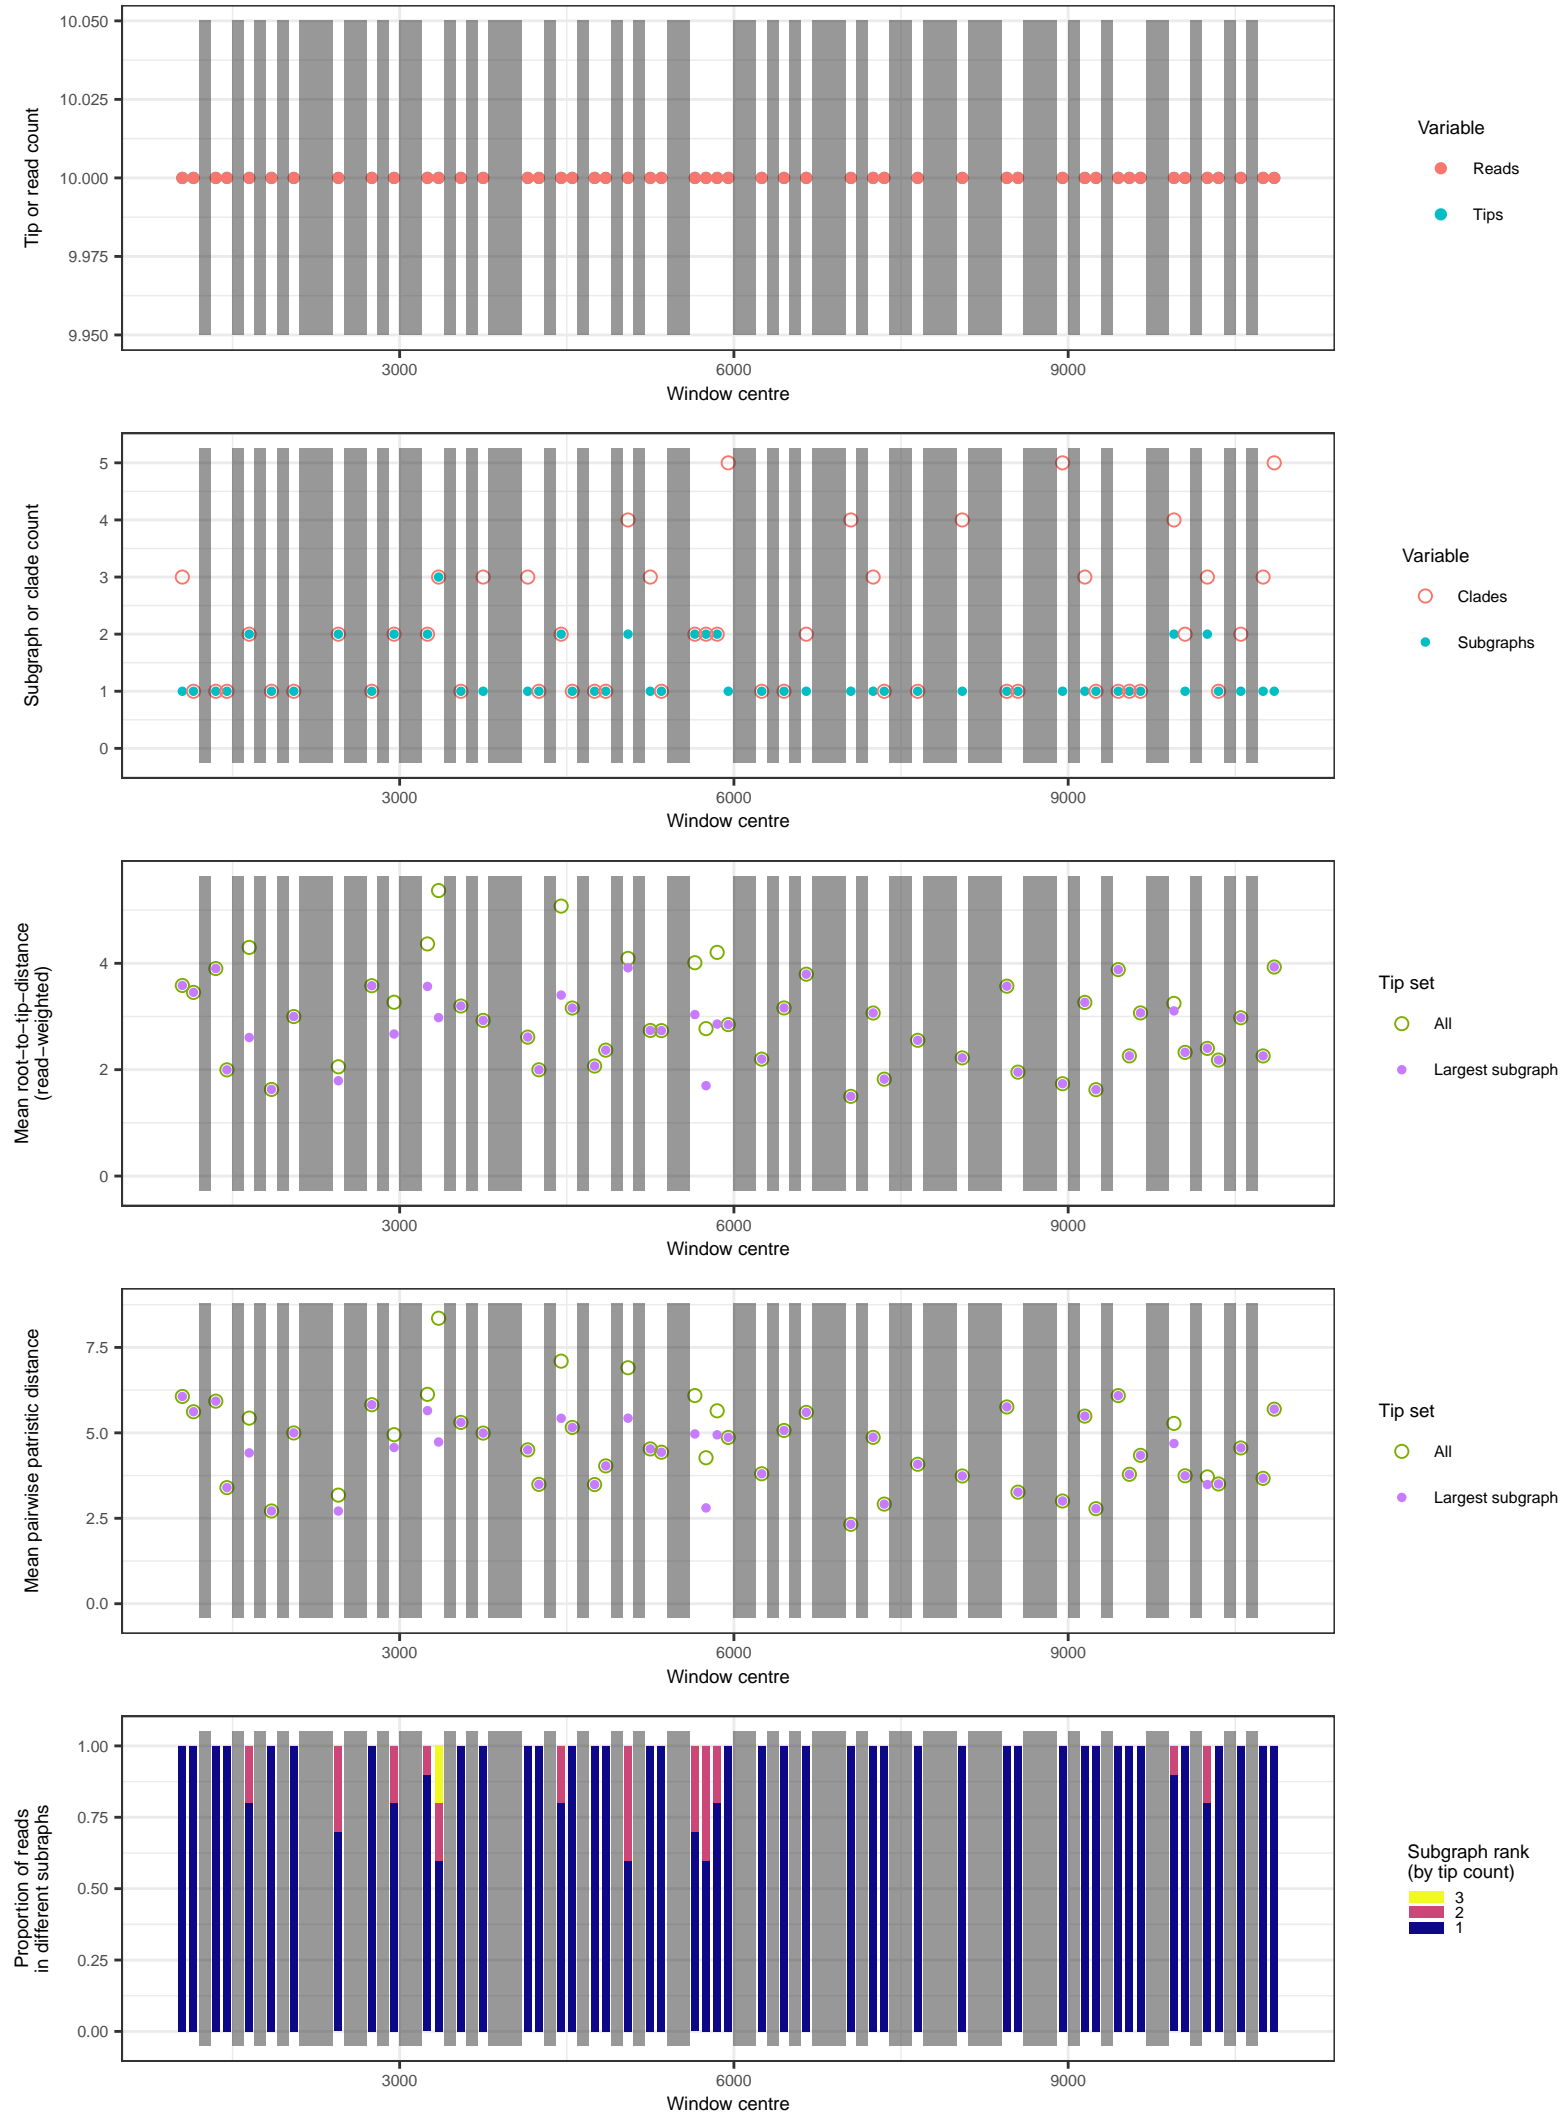 10.050
10.025
10.000
9.975
9.950
Tip or read count
3000
6000
9000
Window centre
Variable
Reads
Tips
5
4
3
2
1
0
Subgraph or clade count
3000
6000
9000
Window centre
Variable
Clades
Subgraphs
4
2
0
Mean root−to−tip−distance
(read−weighted)
3000
6000
9000
Window centre
Tip set
All
Largest subgraph
7.5
5.0
2.5
0.0
Mean pairwise patristic distance
3000
6000
9000
Window centre
Tip set
All
Largest subgraph
1.00
0.75
0.50
0.25
0.00
Proportion of reads
in different subraphs
3000
6000
9000
Window centre
Subgraph rank
(by tip count)
3
2
1